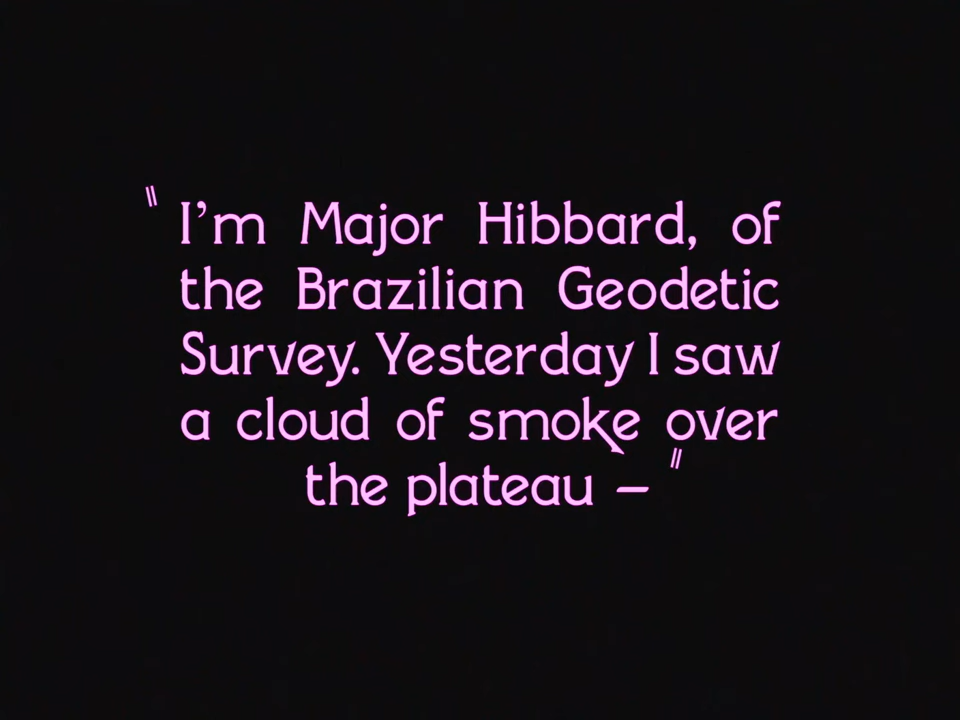 "I'm Major Hibbard, of
the Brazilian Geodetic
Survey. Yesterday I saw
a cloud of smoke over
the plateau — "